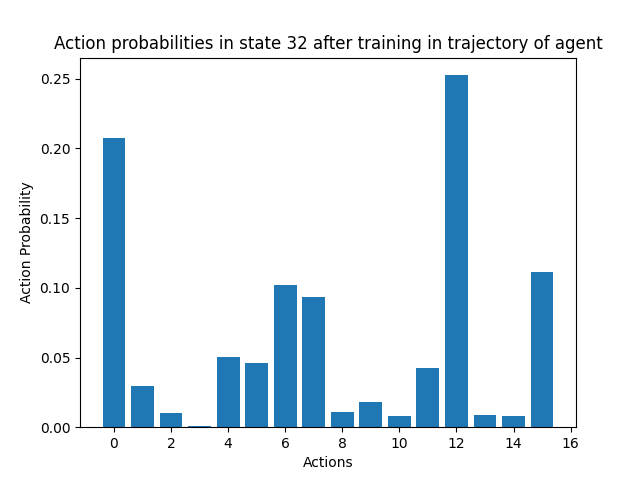 Action probabilities in state 32 after training in trajectory of agent
0.25
0.20
0.15
0.10
0.05
0.00
Action Probability
0 2 4 6 8 10 12 14 16
Actions